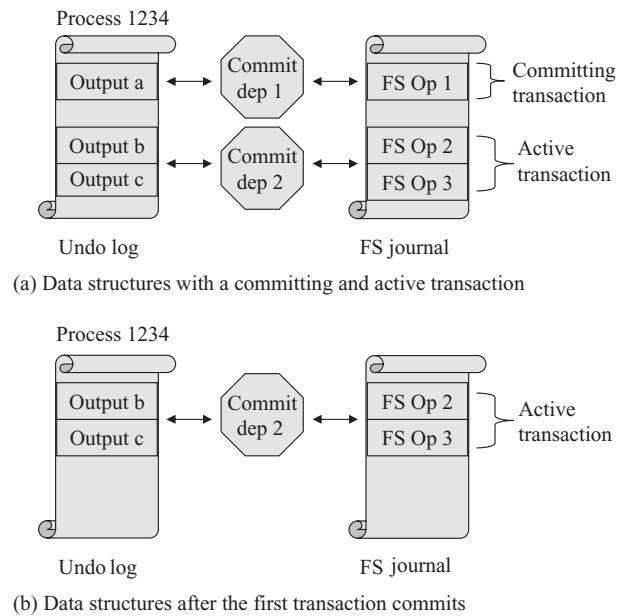 Process 1234
Output a
Commit
dep 1
FS Op 1
Committing
transaction
Output b
Output c
Commit
dep 2
FS Op 2
FS Op 3
Active
transaction
Undo log
FS journal
(a) Data structures with a committing and active transaction
Process 1234
Output b
Output c
Commit
dep 2
FS Op 2
FS Op 3
Active
transaction
Undo log
FS journal
(b) Data structures after the first transaction commits